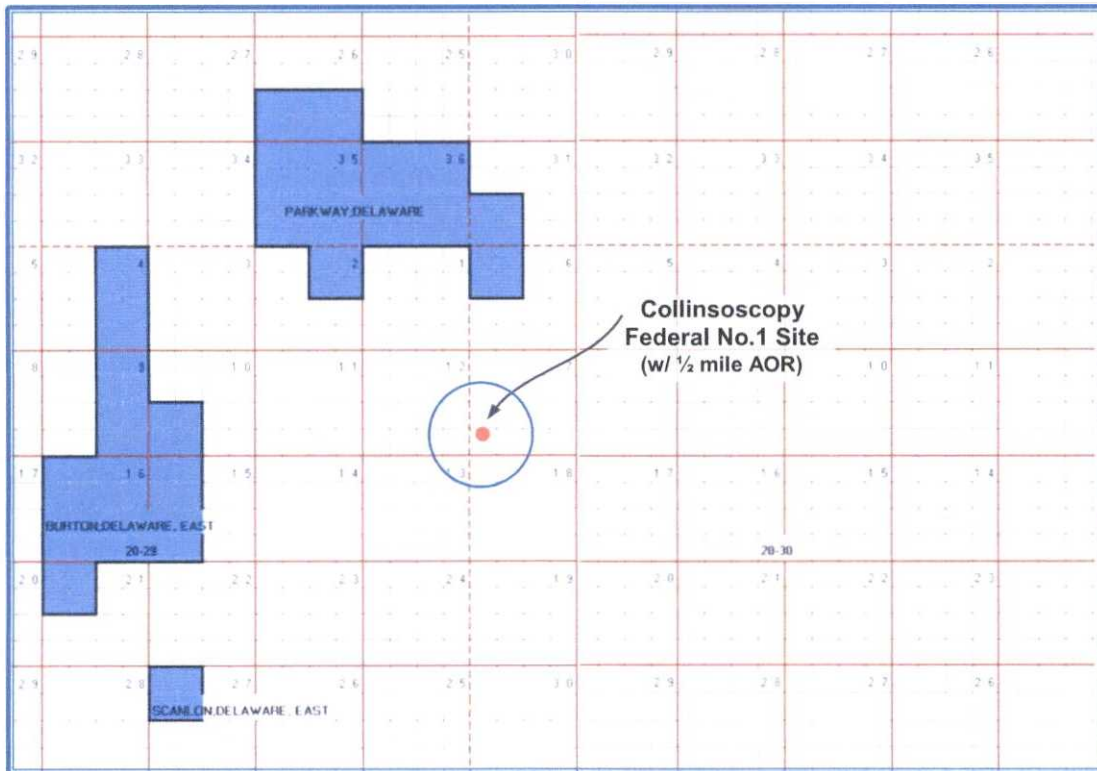 29 28 27 26 25 30 29 28 27 26
32 33 34 35 36 31 32 33 34 35
PARKWAY,DELAWARE
5 4 3 2 1 6 5 4 3 2
Collinsoscopy
Federal No.1 Site
(w/ ½ mile AOR)
8 9 10 11 12 7 8 9 10 11
17 16 15 14 13 18 17 16 15 14
BURTON,DELAWARE, EAST
20-29 20-30
20 21 22 23 24 19 20 21 22 23
29 28 27 26 25 30 29 28 27 26
SCANLON,DELAWARE, EAST